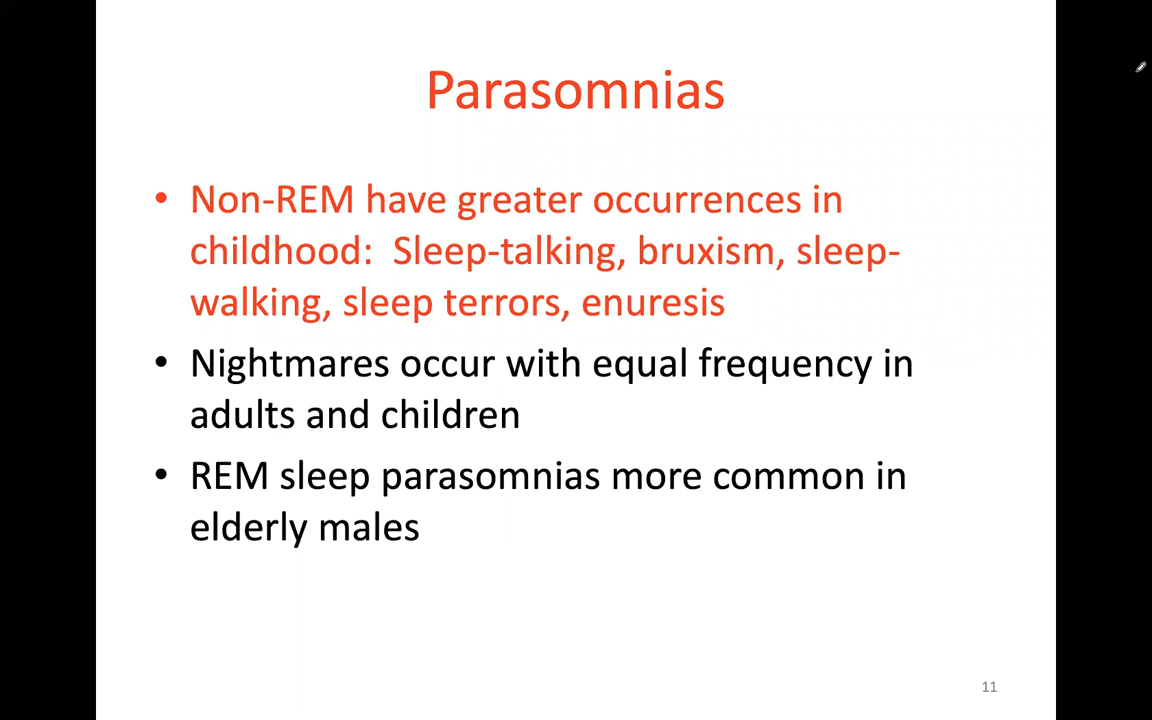 Parasomnias
• Non-REM have greater occurrences in
childhood:  Sleep-talking, bruxism, sleep-
walking, sleep terrors, enuresis
• Nightmares occur with equal frequency in
adults and children
• REM sleep parasomnias more common in
elderly males
11